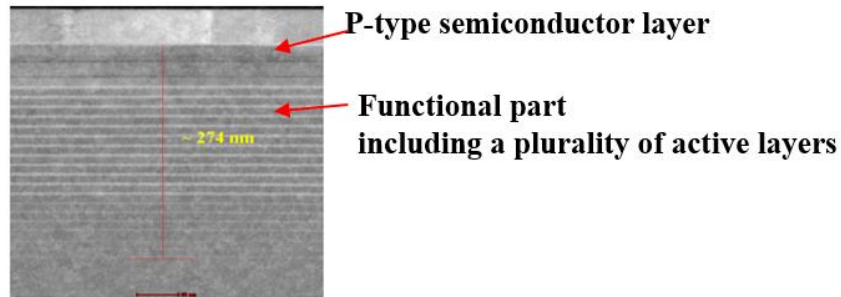 P-type semiconductor layer
Functional part
~ 274 nm
including a plurality of active layers